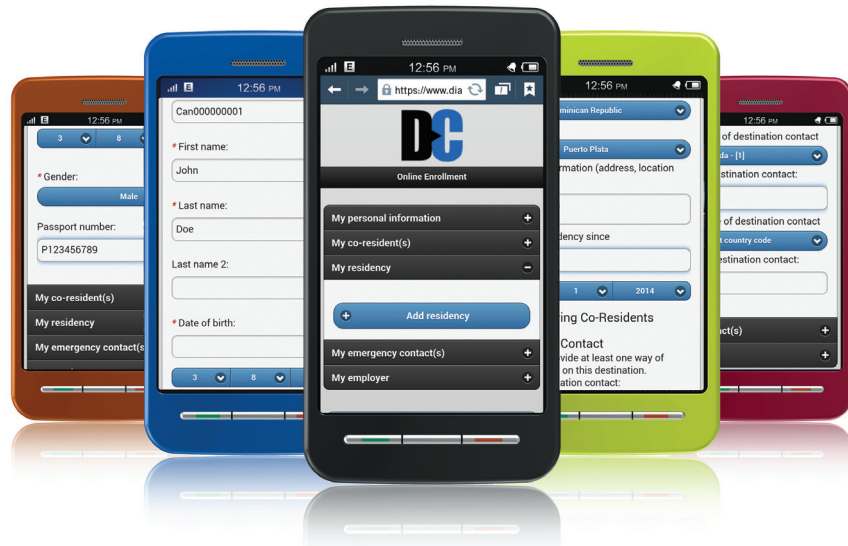 12:56 PM
3
8
* Gender:
Male
Passport number:
P123456789
My co-resident(s)
My residency
My emergency contact(s
12:56 PM
Can000000001
* First name:
John
* Last name:
Doe
Last name 2:
* Date of birth:
3
8
12:56 PM
https://www.dia
DC
Online Enrollment
My personal information
My co-resident(s)
My residency
Add residency
My emergency contact(s)
My employer
12:56 PM
minican Republic
Puerto Plata
rmation (address, location
dency since
1
2014
ing Co-Residents
Contact
vide at least one way of
on this destination.
ation contact:
12:56 PM
of destination contact
da - [1]
stination contact:
of destination contact
t country code
estination contact:
act(s)